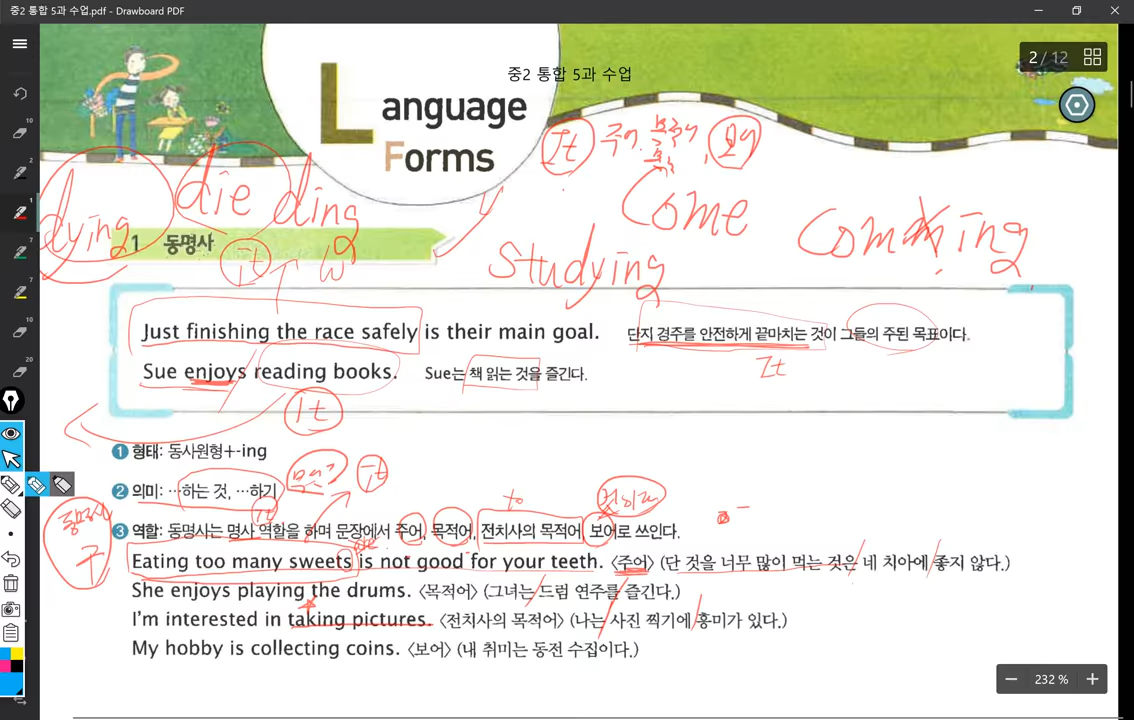 중2 통합 5과 수업.pdf - Drawboard PDF
2 / 12
중2 통합 5과 수업
Language
Forms
It 주어.
dying die ding
Come
Coming
studying
1 동명사
it
Just finishing the race safely is their main goal. 단지 경주를 안전하게 끝마치는 것이 그들의 주된 목표이다.
It
Sue enjoys reading books. Sue는 책 읽는 것을 즐긴다.
It
1 형태: 동사원형+-ing
2 의미: …하는 것, …하기
it
to
동명사
3 역할: 동명사는 명사 역할을 하며 문장에서 주어, 목적어, 전치사의 목적어, 보어로 쓰인다.
Eating too many sweets is not good for your teeth. <주어> (단 것을 너무 많이 먹는 것은 네 치아에 좋지 않다.)
She enjoys playing the drums. <목적어> (그녀는 드럼 연주를 즐긴다.)
I'm interested in taking pictures. <전치사의 목적어> (나는 사진 찍기에 흥미가 있다.)
My hobby is collecting coins. <보어> (내 취미는 동전 수집이다.)
232 %